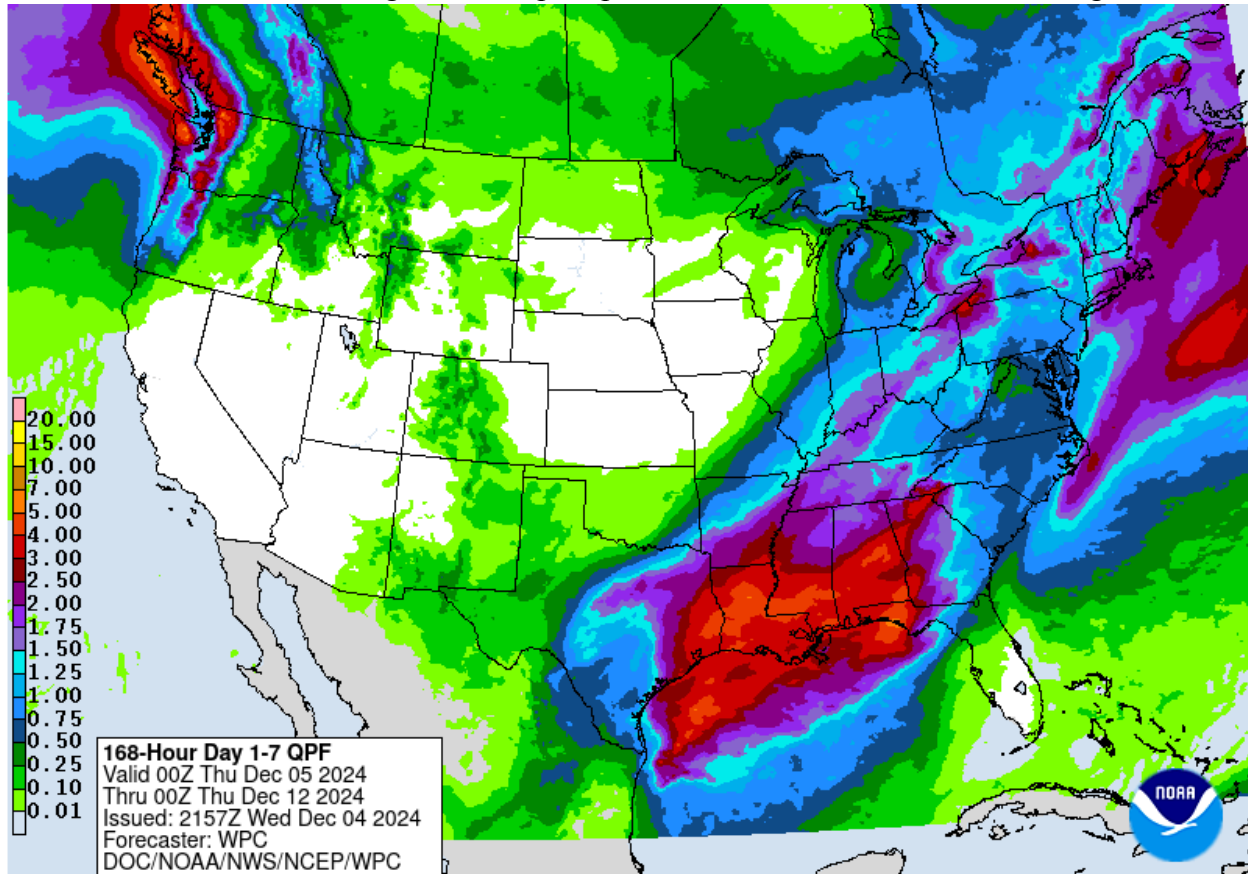 20.00
15.00
10.00
7.00
5.00
4.00
3.00
2.50
2.00
1.75
1.50
1.25
1.00
0.75
0.50
0.25
0.10
0.01
168-Hour Day 1-7 QPF
Valid 00Z Thu Dec 05 2024
Thru 00Z Thu Dec 12 2024
Issued: 2157Z Wed Dec 04 2024
Forecaster: WPC
DOC/NOAA/NWS/NCEP/WPC
NOAA